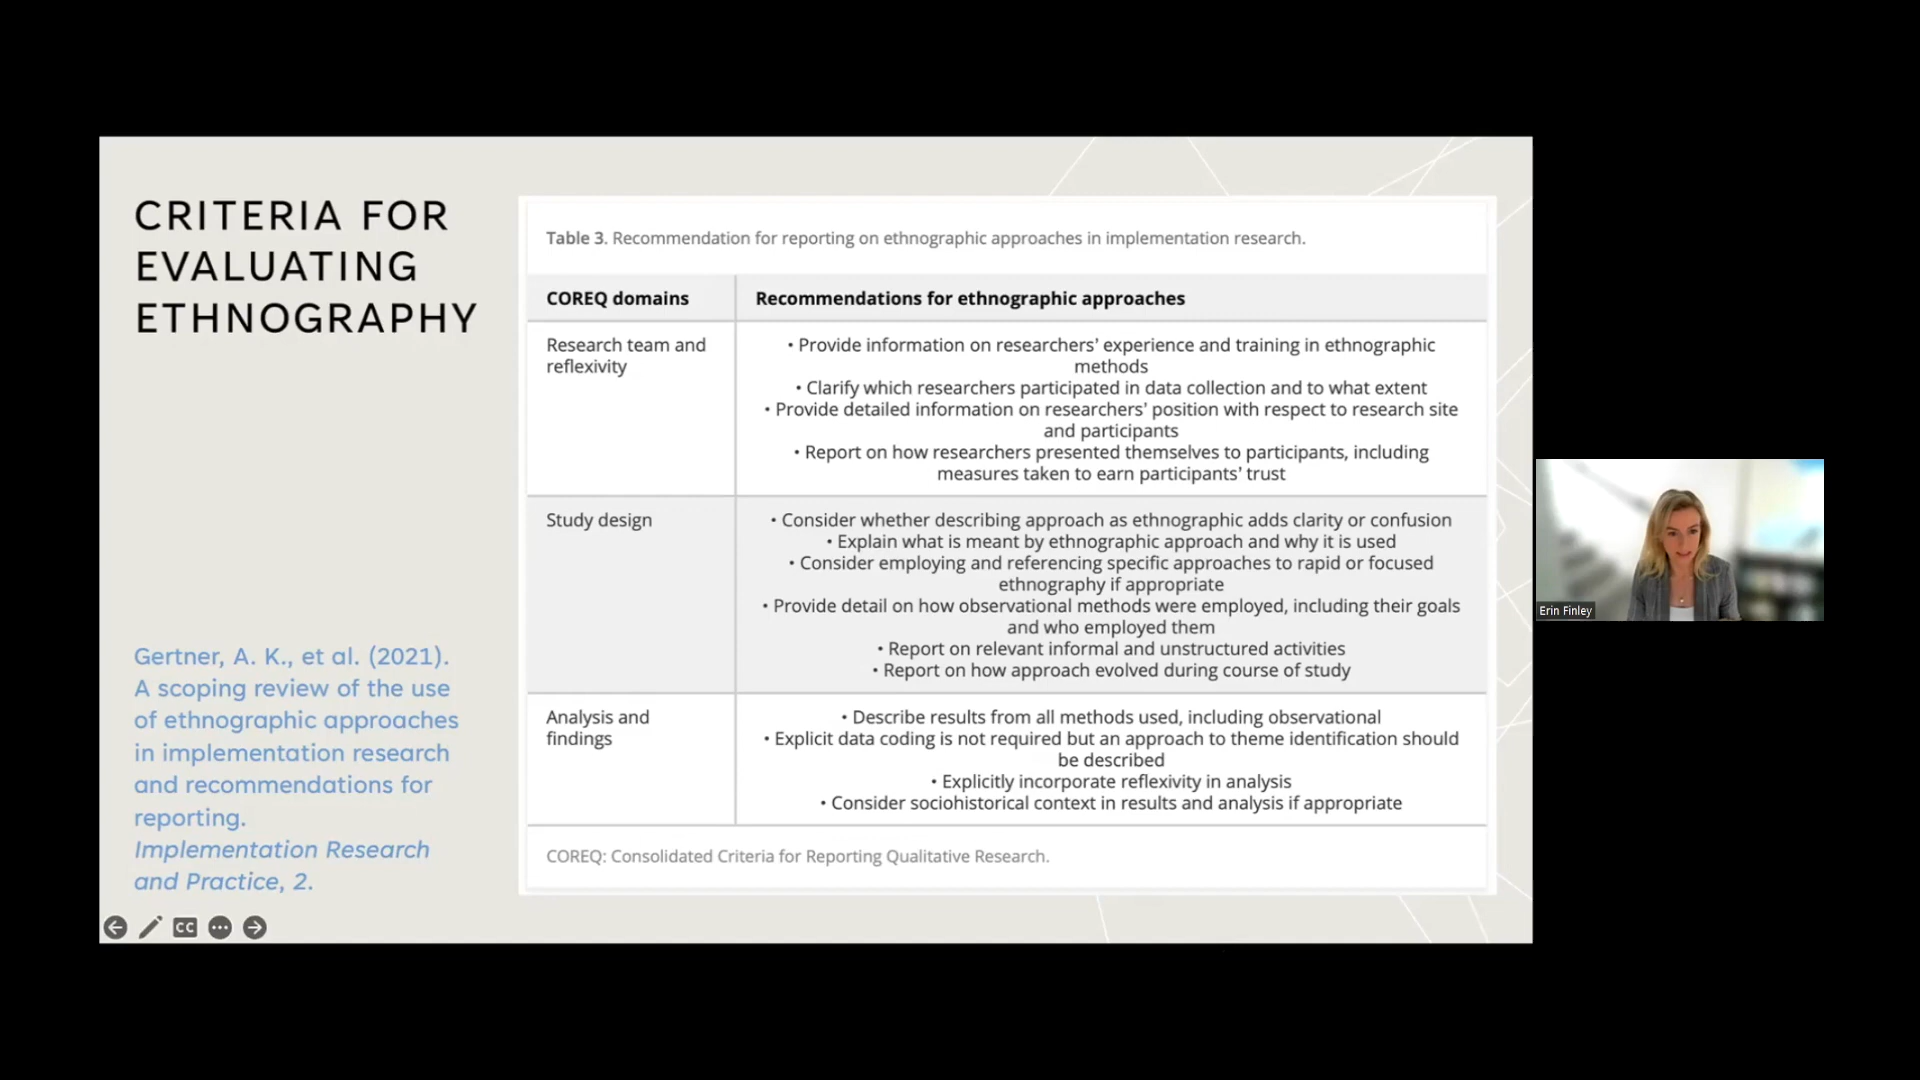 CRITERIA FOR
EVALUATING
ETHNOGRAPHY
Gertner, A. K., et al. (2021).
A scoping review of the use
of ethnographic approaches
in implementation research
and recommendations for
reporting.
Implementation Research
and Practice, 2.
Table 3. Recommendation for reporting on ethnographic approaches in implementation research.
COREQ domains
Recommendations for ethnographic approaches
Research team and
reflexivity
• Provide information on researchers' experience and training in ethnographic
methods
• Clarify which researchers participated in data collection and to what extent
• Provide detailed information on researchers' position with respect to research site
and participants
• Report on how researchers presented themselves to participants, including
measures taken to earn participants' trust
Study design
• Consider whether describing approach as ethnographic adds clarity or confusion
• Explain what is meant by ethnographic approach and why it is used
• Consider employing and referencing specific approaches to rapid or focused
ethnography if appropriate
• Provide detail on how observational methods were employed, including their goals
and who employed them
• Report on relevant informal and unstructured activities
• Report on how approach evolved during course of study
Analysis and
findings
• Describe results from all methods used, including observational
• Explicit data coding is not required but an approach to theme identification should
be described
• Explicitly incorporate reflexivity in analysis
• Consider sociohistorical context in results and analysis if appropriate
COREQ: Consolidated Criteria for Reporting Qualitative Research.
CC
Erin Finley